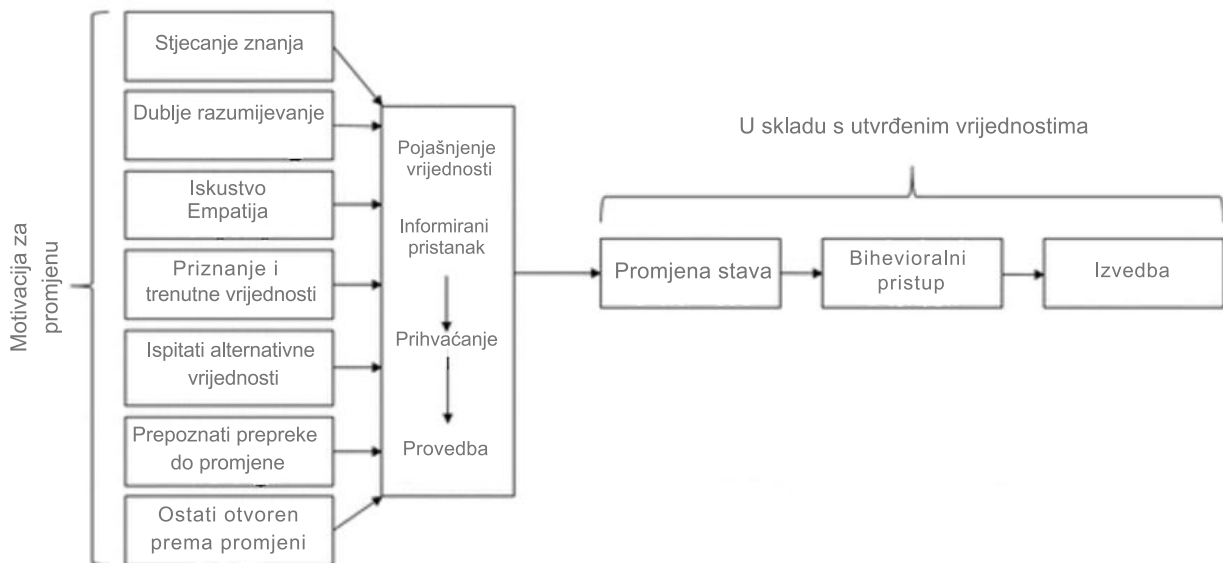 Motivacija za
promjenu
Stjecanje znanja
Dublje razumijevanje
Iskustvo
Empatija
Priznanje i
trenutne vrijednosti
Ispitati alternativne
vrijednosti
Prepoznati prepreke
do promjene
Ostati otvoren
prema promjeni
Pojašnjenje
vrijednosti
Informirani
pristanak
Prihvaćanje
Provedba
U skladu s utvrđenim vrijednostima
Promjena stava
Bihevioralni
pristup
Izvedba